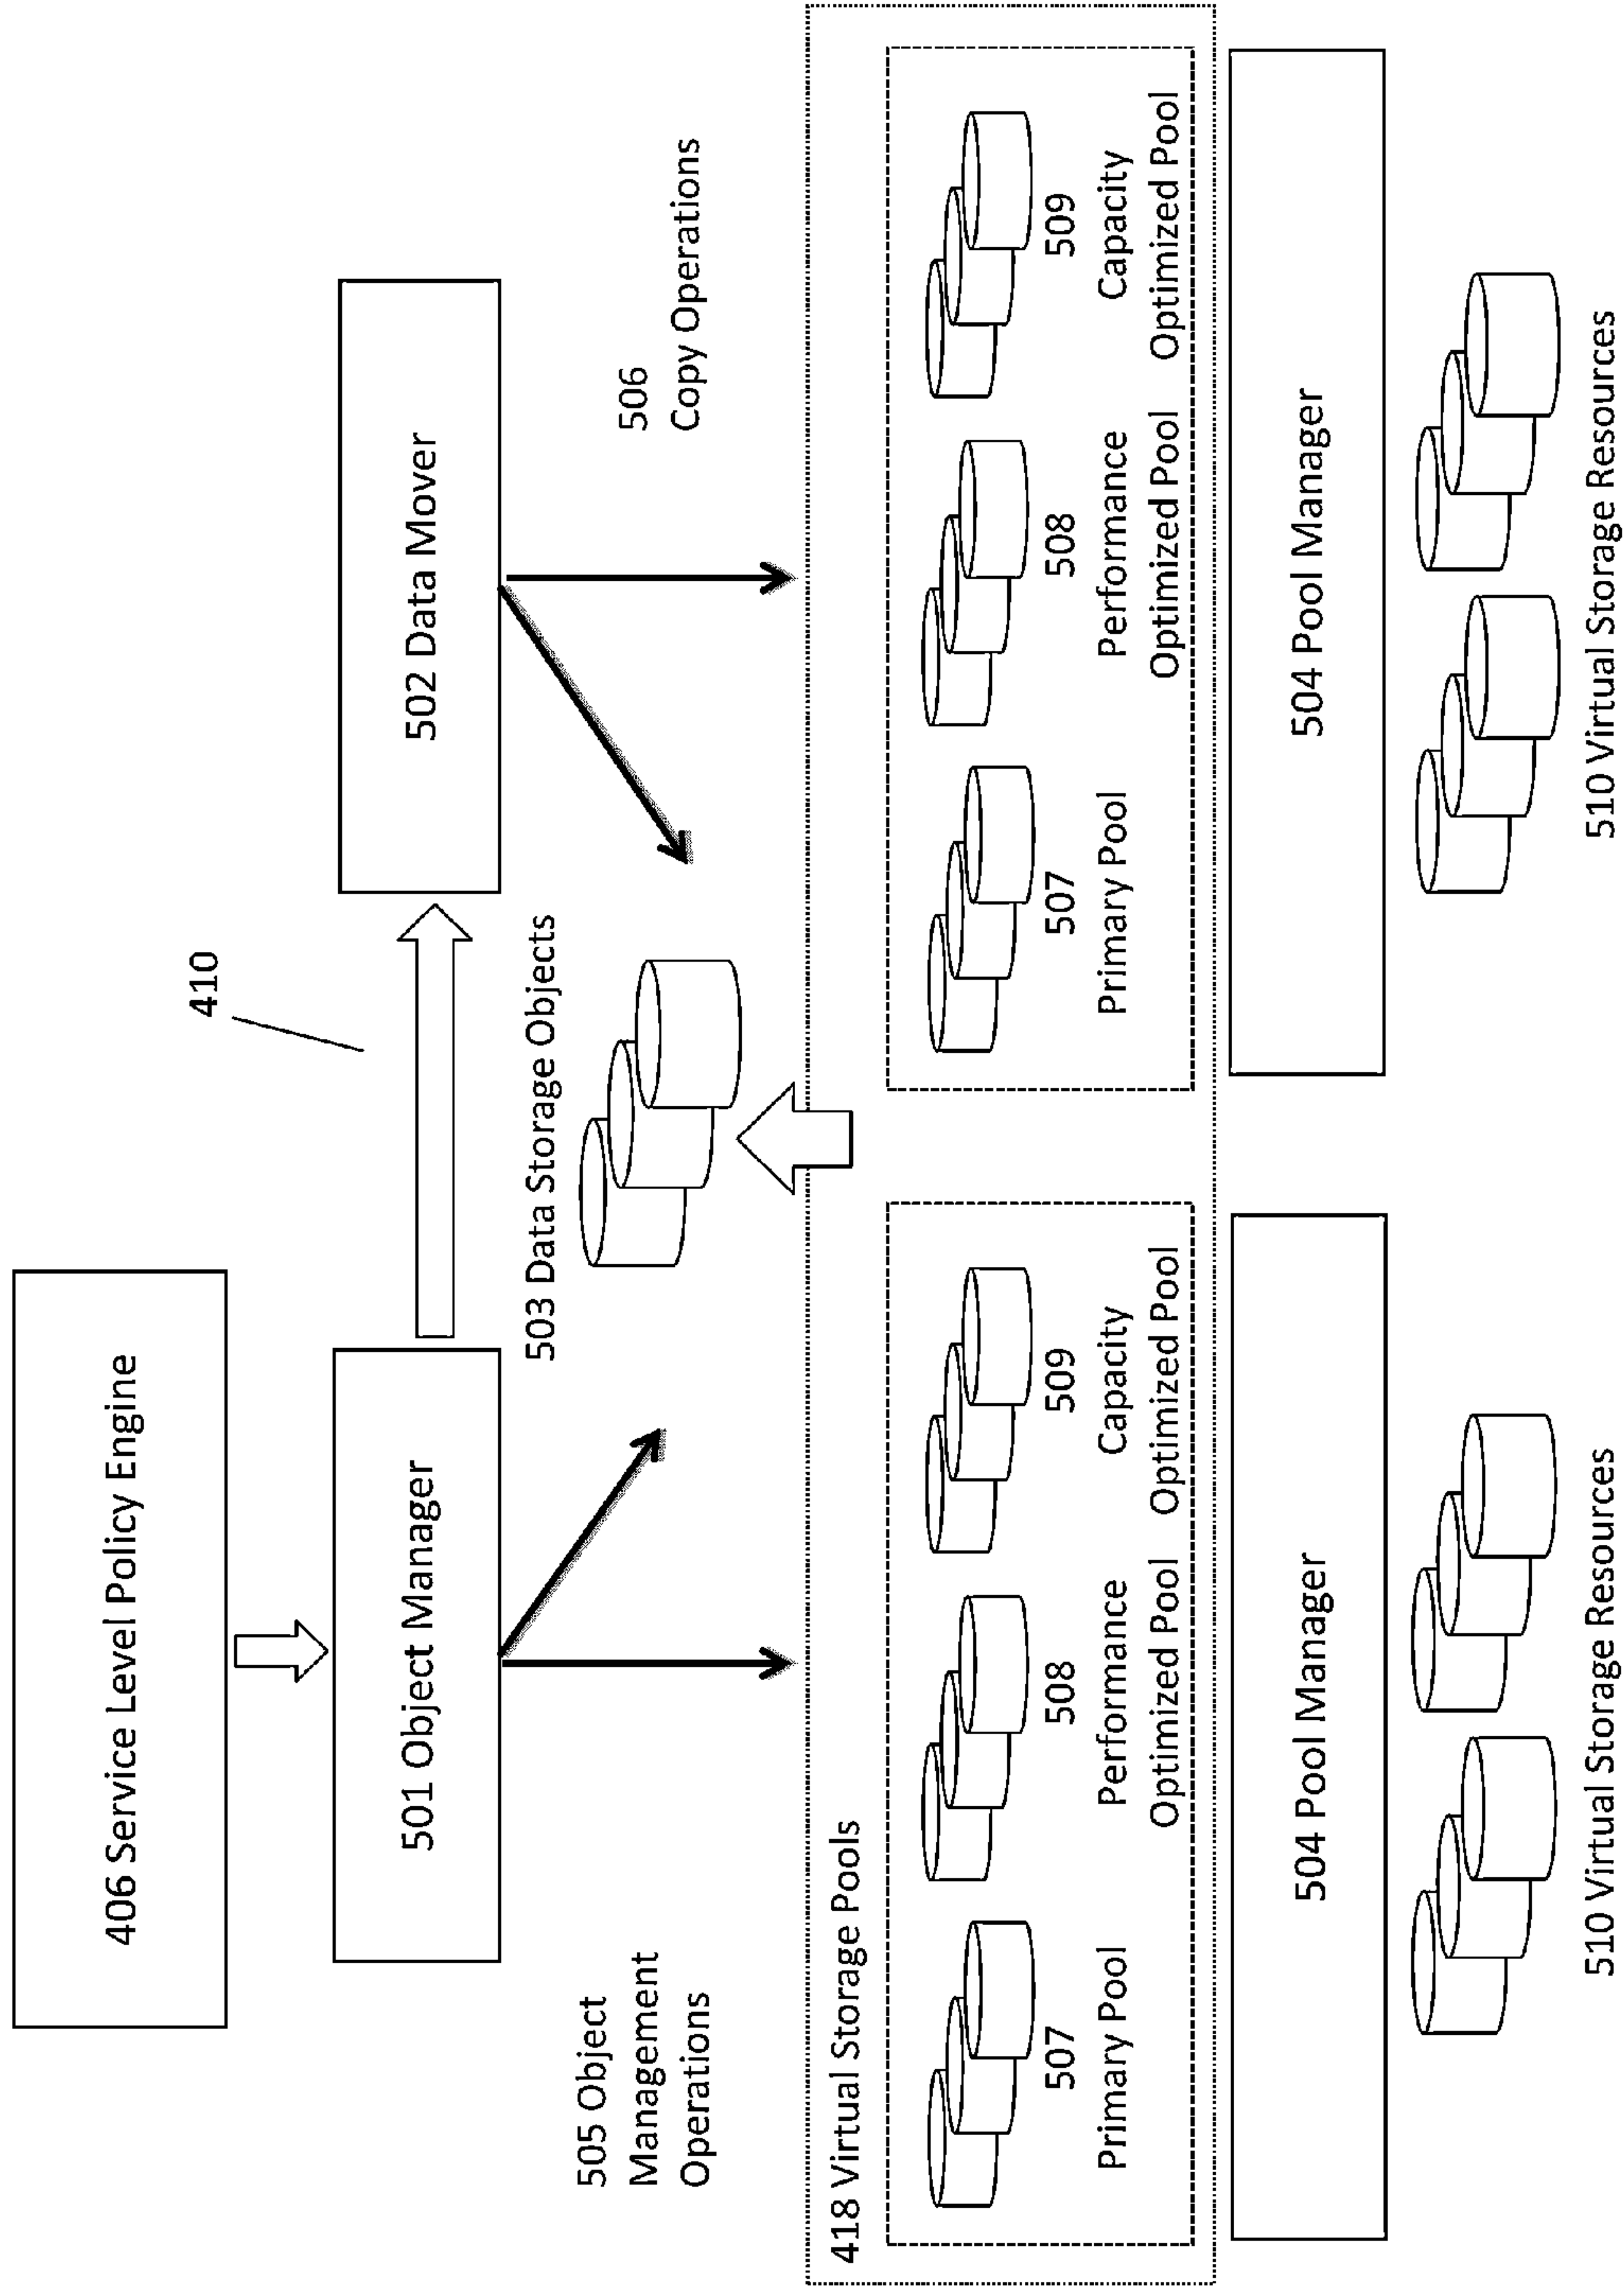 406 Service Level Policy Engine
410
501 Object Manager
502 Data Mover
503 Data Storage Objects
505 Object
Management
Operations
506
Copy Operations
418 Virtual Storage Pools
507
Primary Pool
508
Performance
Optimized Pool
509
Capacity
Optimized Pool
507
Primary Pool
508
Performance
Optimized Pool
509
Capacity
Optimized Pool
504 Pool Manager
504 Pool Manager
510 Virtual Storage Resources
510 Virtual Storage Resources